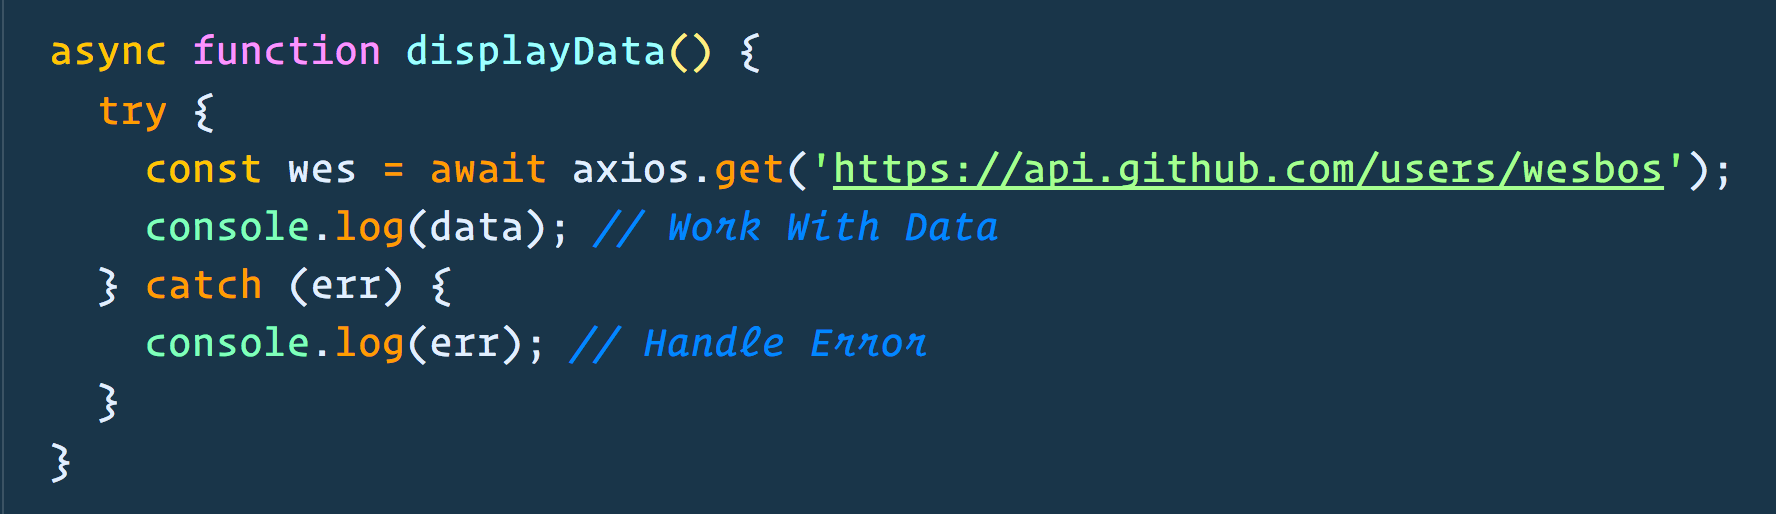 async function displayData() {
  try {
    const wes = await axios.get('https://api.github.com/users/wesbos');
    console.log(data); // Work With Data
  } catch (err) {
    console.log(err); // Handle Error
  }
}